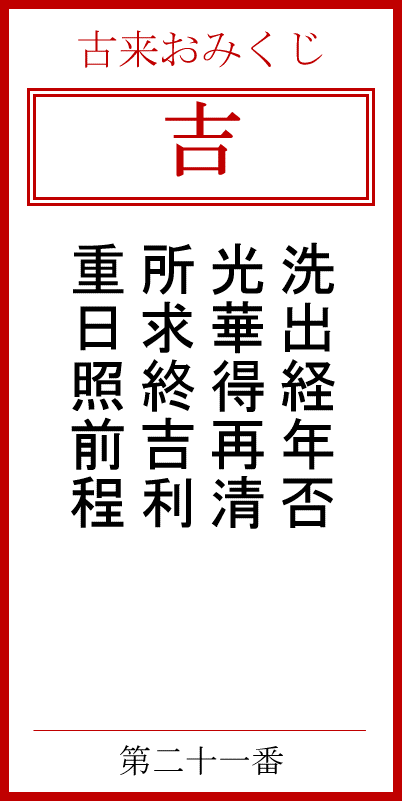 古来おみくじ
吉
洗出経年否
光華得再清
所求終吉利
重日照前程
第二十一番